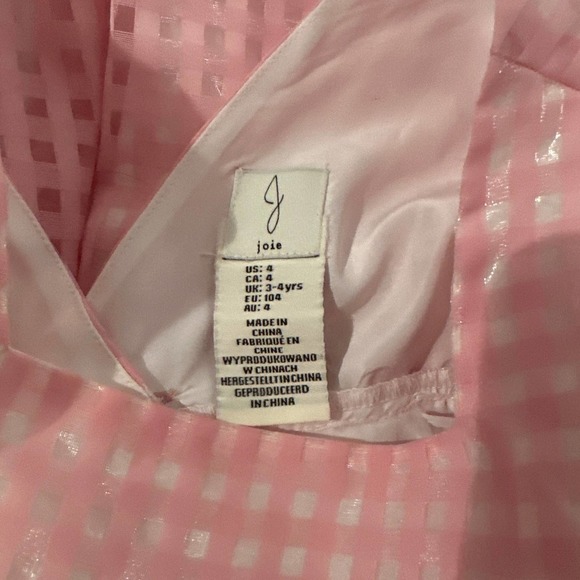 J
joie
US: 4
CA: 4
UK: 3-4yrs
EU: 104
AU: 4
MADE IN
CHINA
FABRIQUÉ EN
CHINE
WYPRODUKOWANO
W CHINACH
HERGESTELLT IN CHINA
GEPRODUCEERD
IN CHINA